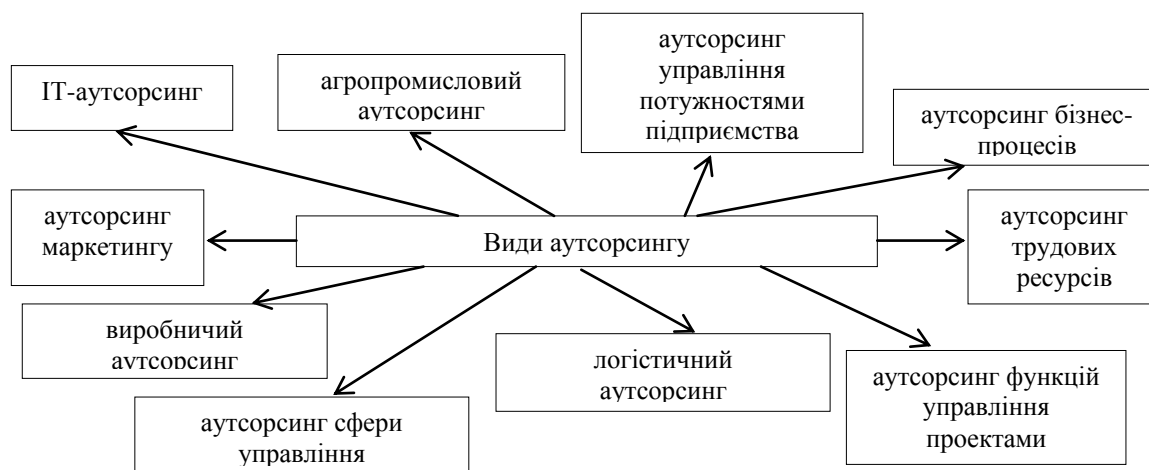 ІТ-аутсорсинг
агропромисловий
аутсорсинг
аутсорсинг
управління
потужностями
підприємства
аутсорсинг бізнес-
процесів
аутсорсинг
маркетингу
Види аутсорсингу
аутсорсинг
трудових
ресурсів
виробничий
аутсорсинг
логістичний
аутсорсинг
аутсорсинг функцій
управління
проектами
аутсорсинг сфери
управління